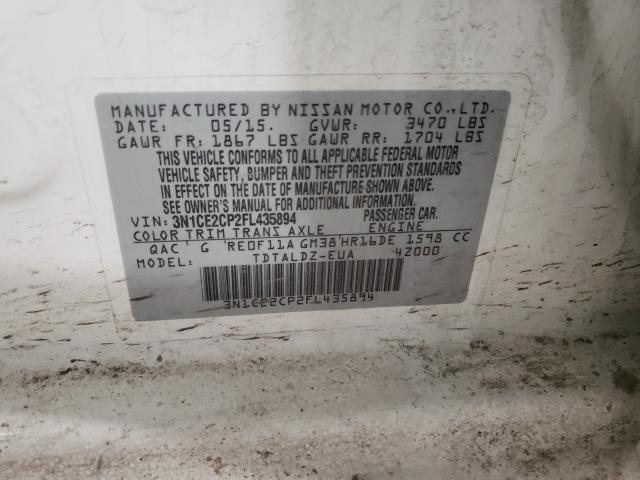 MANUFACTURED BY NISSAN MOTOR CO.,LTD.
DATE: 05/15. GVWR: 3470 LBS
GAWR FR: 1867 LBS GAWR RR: 1704 LBS
THIS VEHICLE CONFORMS TO ALL APPLICABLE FEDERAL MOTOR
VEHICLE SAFETY, BUMPER AND THEFT PREVENTION STANDARDS
IN EFFECT ON THE DATE OF MANUFACTURE SHOWN ABOVE.
SEE OWNER'S MANUAL FOR ADDITIONAL INFORMATION.
VIN: 3N1CE2CP2FL435894 PASSENGER CAR.
COLOR TRIM TRANS AXLE ENGINE
QAC' G 'RE0F11A GM38'HR16DE 1598 CC
MODEL: TDTALDZ-EUA 4Z000
3N1CE2CP2FL435894